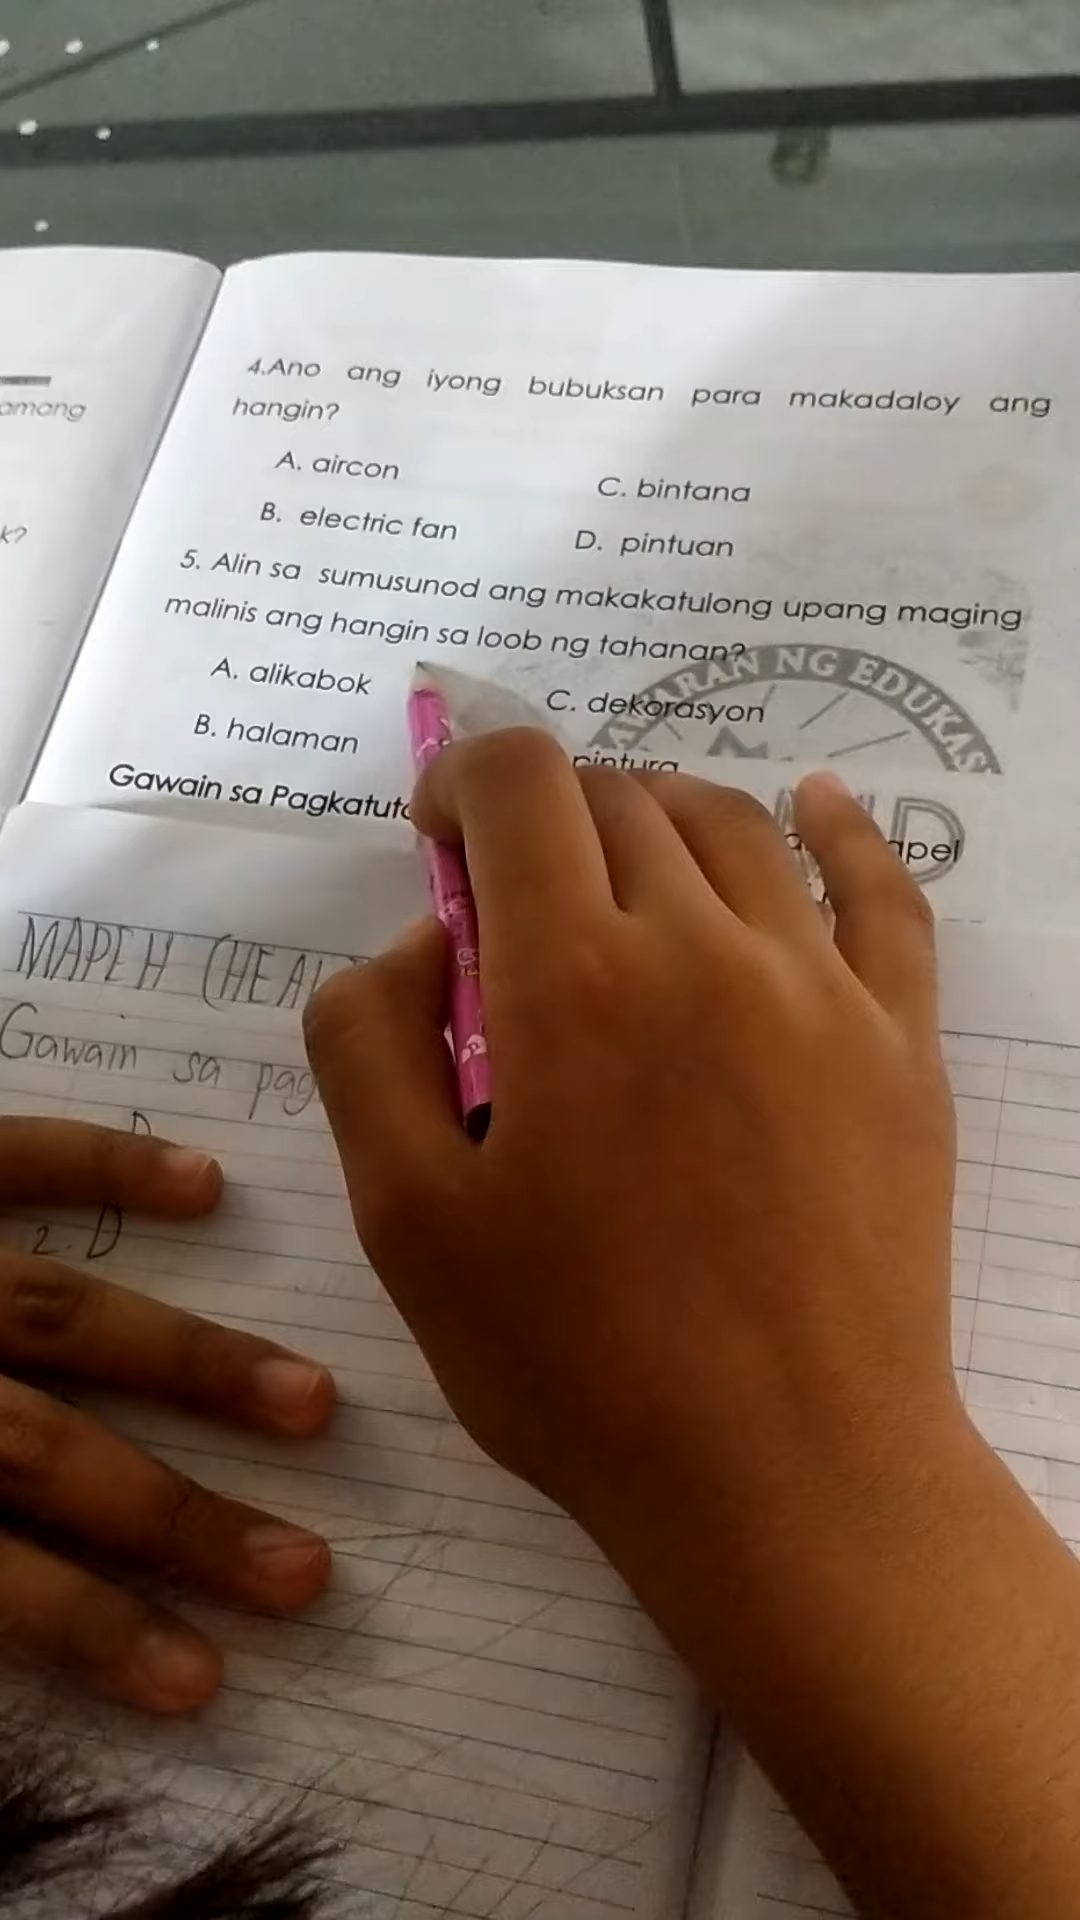 amang
k?
4.Ano ang iyong bubuksan para makadaloy ang
hangin?
A. aircon
C. bintana
B. electric fan
D. pintuan
5. Alin sa sumusunod ang makakatulong upang maging
malinis ang hangin sa loob ng tahanan?
A. alikabok
C. dekorasyon
B. halaman
pintura
NG EDUKAS
Gawain sa
MAPEH (HEAL
Gawain sa pag
2. D